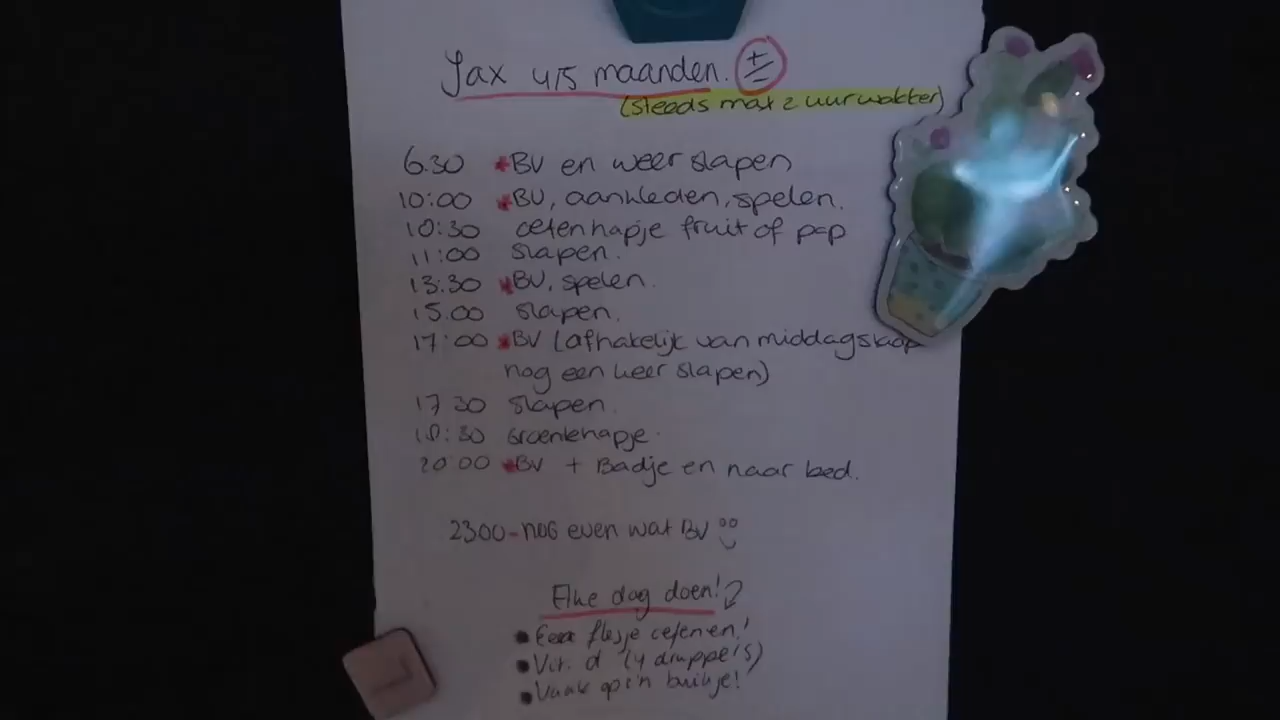 Jax 4/5 maanden. ±
(steeds max 2 uur wakker)
6.30 *BV en weer slapen
10:00 *BV, aankleden, spelen.
10:30 oefenhapje fruit of pap
11:00 slapen.
13:30 *BV, spelen.
15.00 slapen.
17:00 *BV (afhakelijk van middagslaap
nog een keer slapen)
17 30 slapen.
18:30 Groentehapje.
20:00 *BV + Badje en naar bed.
2300-nog even wat BV
Elke dag doen!
• flesje oefenen!
• Vit. d (4 druppels)
• Vaak op z'n buikje!